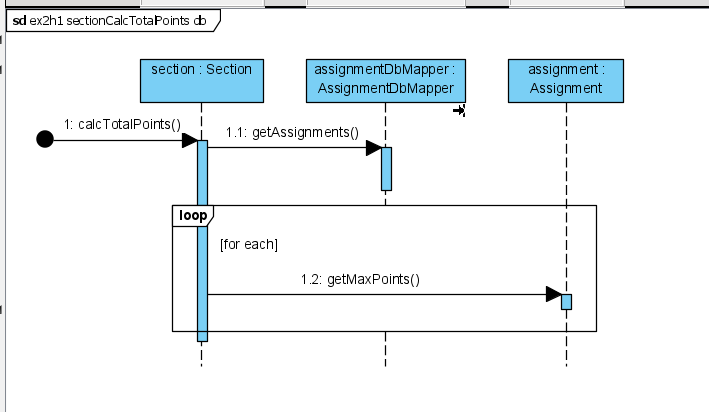 sd ex2h1 sectionCalcTotalPoints db
section : Section
assignmentDbMapper :
AssignmentDbMapper
assignment :
Assignment
1: calcTotalPoints()
1.1: getAssignments()
loop
[for each]
1.2: getMaxPoints()